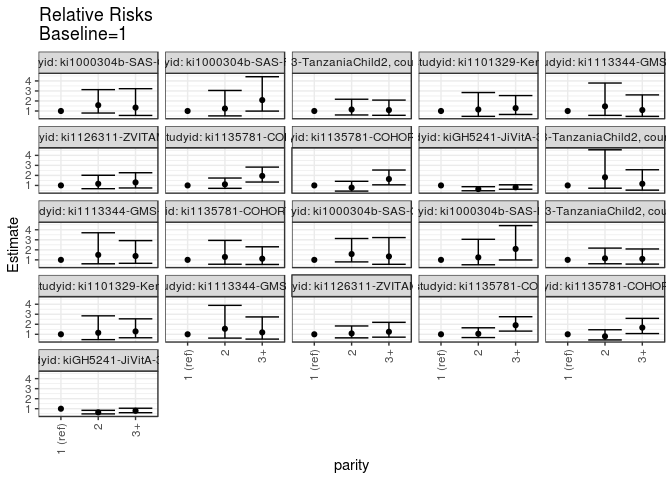 Relative Risks
Baseline=1
yid: ki1000304b-SAS- tudyid: ki1000304b-SAS- 3-TanzaniaChild2, cou tudyid: ki1101329-Ker udyid: ki1113344-GMS
4
3
2
1
yid: ki1126311-ZVITA tudyid: ki1135781-CO ki1135781-COHOR dyid: kiGH5241-JiVitA-3 3-TanzaniaChild2, cou
4
3
2
1
dyid: ki1113344-GMS id: ki1135781-COHOR yid: ki1000304b-SAS- yid: ki1000304b-SAS- 3-TanzaniaChild2, cou
4
3
2
1
tudyid: ki1101329-Ker udyid: ki1113344-GMS yid: ki1126311-ZVITA studyid: ki1135781-CO id: ki1135781-COHOR
4
3
2
1
dyid: kiGH5241-JiVitA-3
4
3
2
1
1 (ref) 2 3+ 1 (ref) 2 3+ 1 (ref) 2 3+ 1 (ref) 2 3+ 1 (ref) 2 3+
Estimate
parity